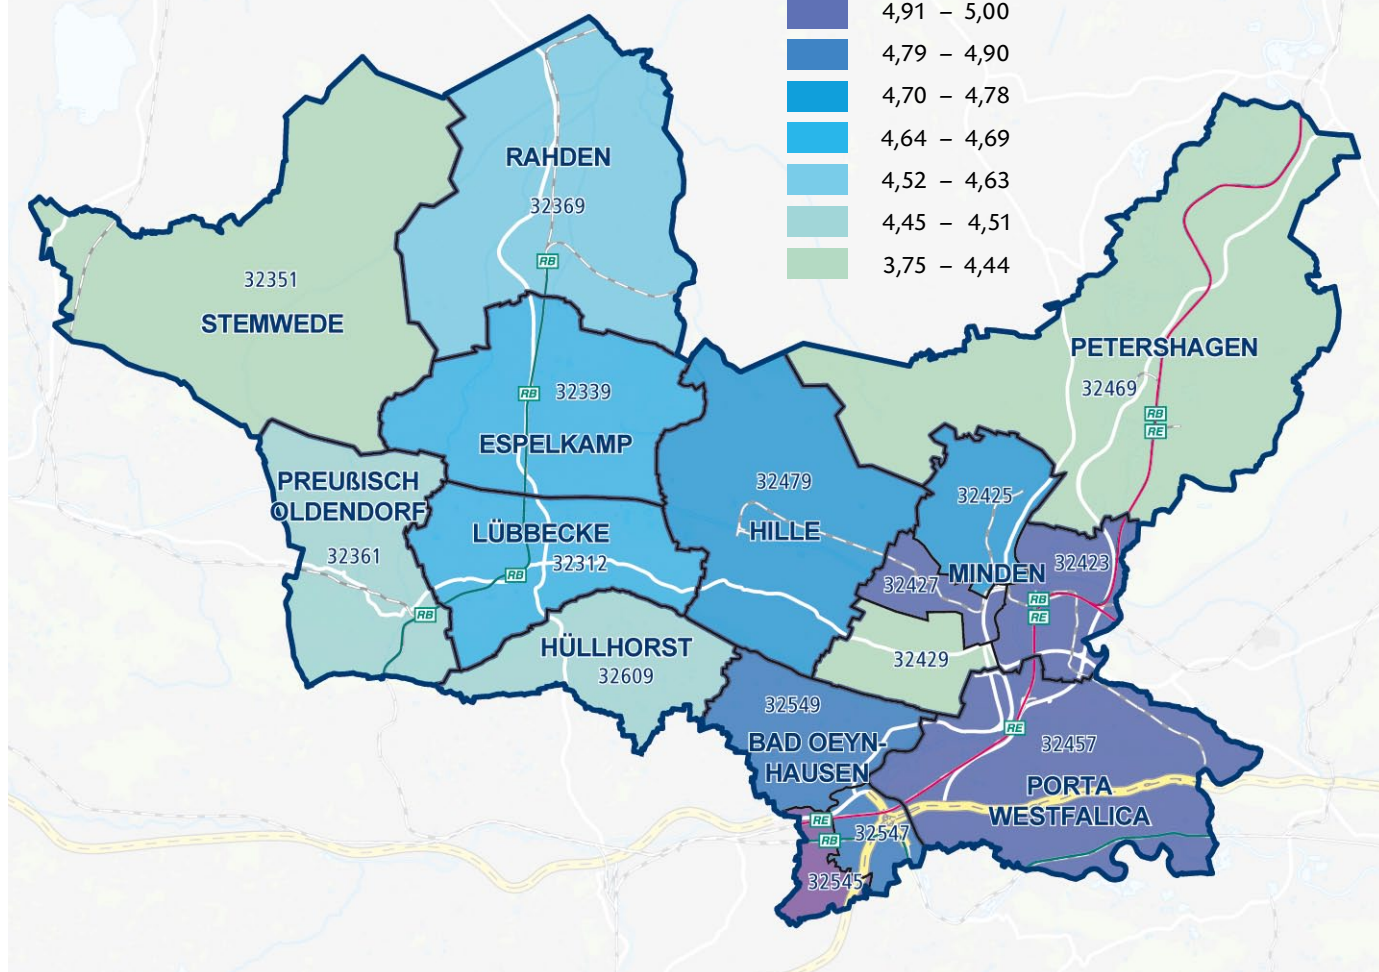 4,91 – 5,00
4,79 – 4,90
4,70 – 4,78
4,64 – 4,69
4,52 – 4,63
4,45 – 4,51
3,75 – 4,44
RAHDEN
32369
RB
32351
STEMWEDE
PETERSHAGEN
32469
RB
RE
RB
32339
ESPELKAMP
PREUßISCH
OLDENDORF
32361
RB
LÜBBECKE
32312
RB
32479
HILLE
32425
MINDEN
32423
32427
RB
RE
32429
HÜLLHORST
32609
32549
BAD OEYN-
HAUSEN
RE
32457
PORTA
WESTFALICA
RE
RB
32547
32545